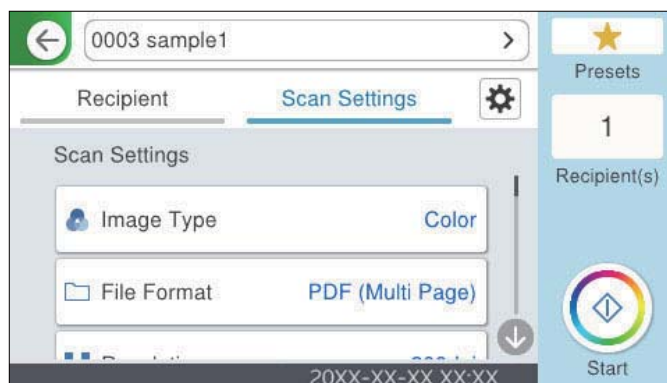 0003 sample1
Presets
Recipient
Scan Settings
1
Recipient(s)
Scan Settings
Image Type
Color
File Format
PDF (Multi Page)
20XX-XX-XX XX:XX
Start